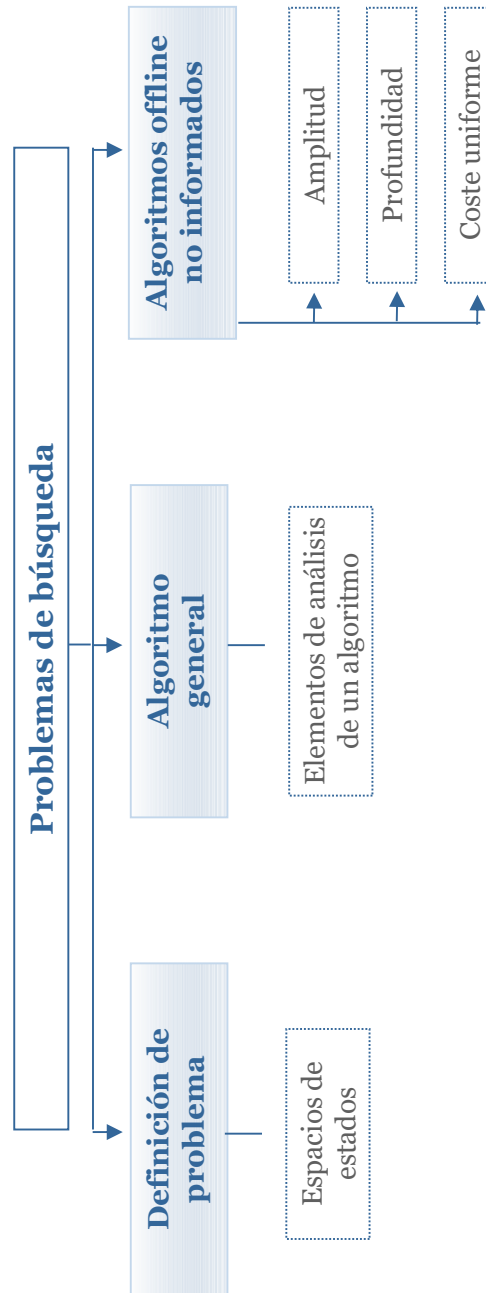 Problemas de búsqueda
Definición de
problema
Espacios de
estados
Algoritmo
general
Elementos de análisis
de un algoritmo
Algoritmos offline
no informados
Amplitud
Profundidad
Coste uniforme